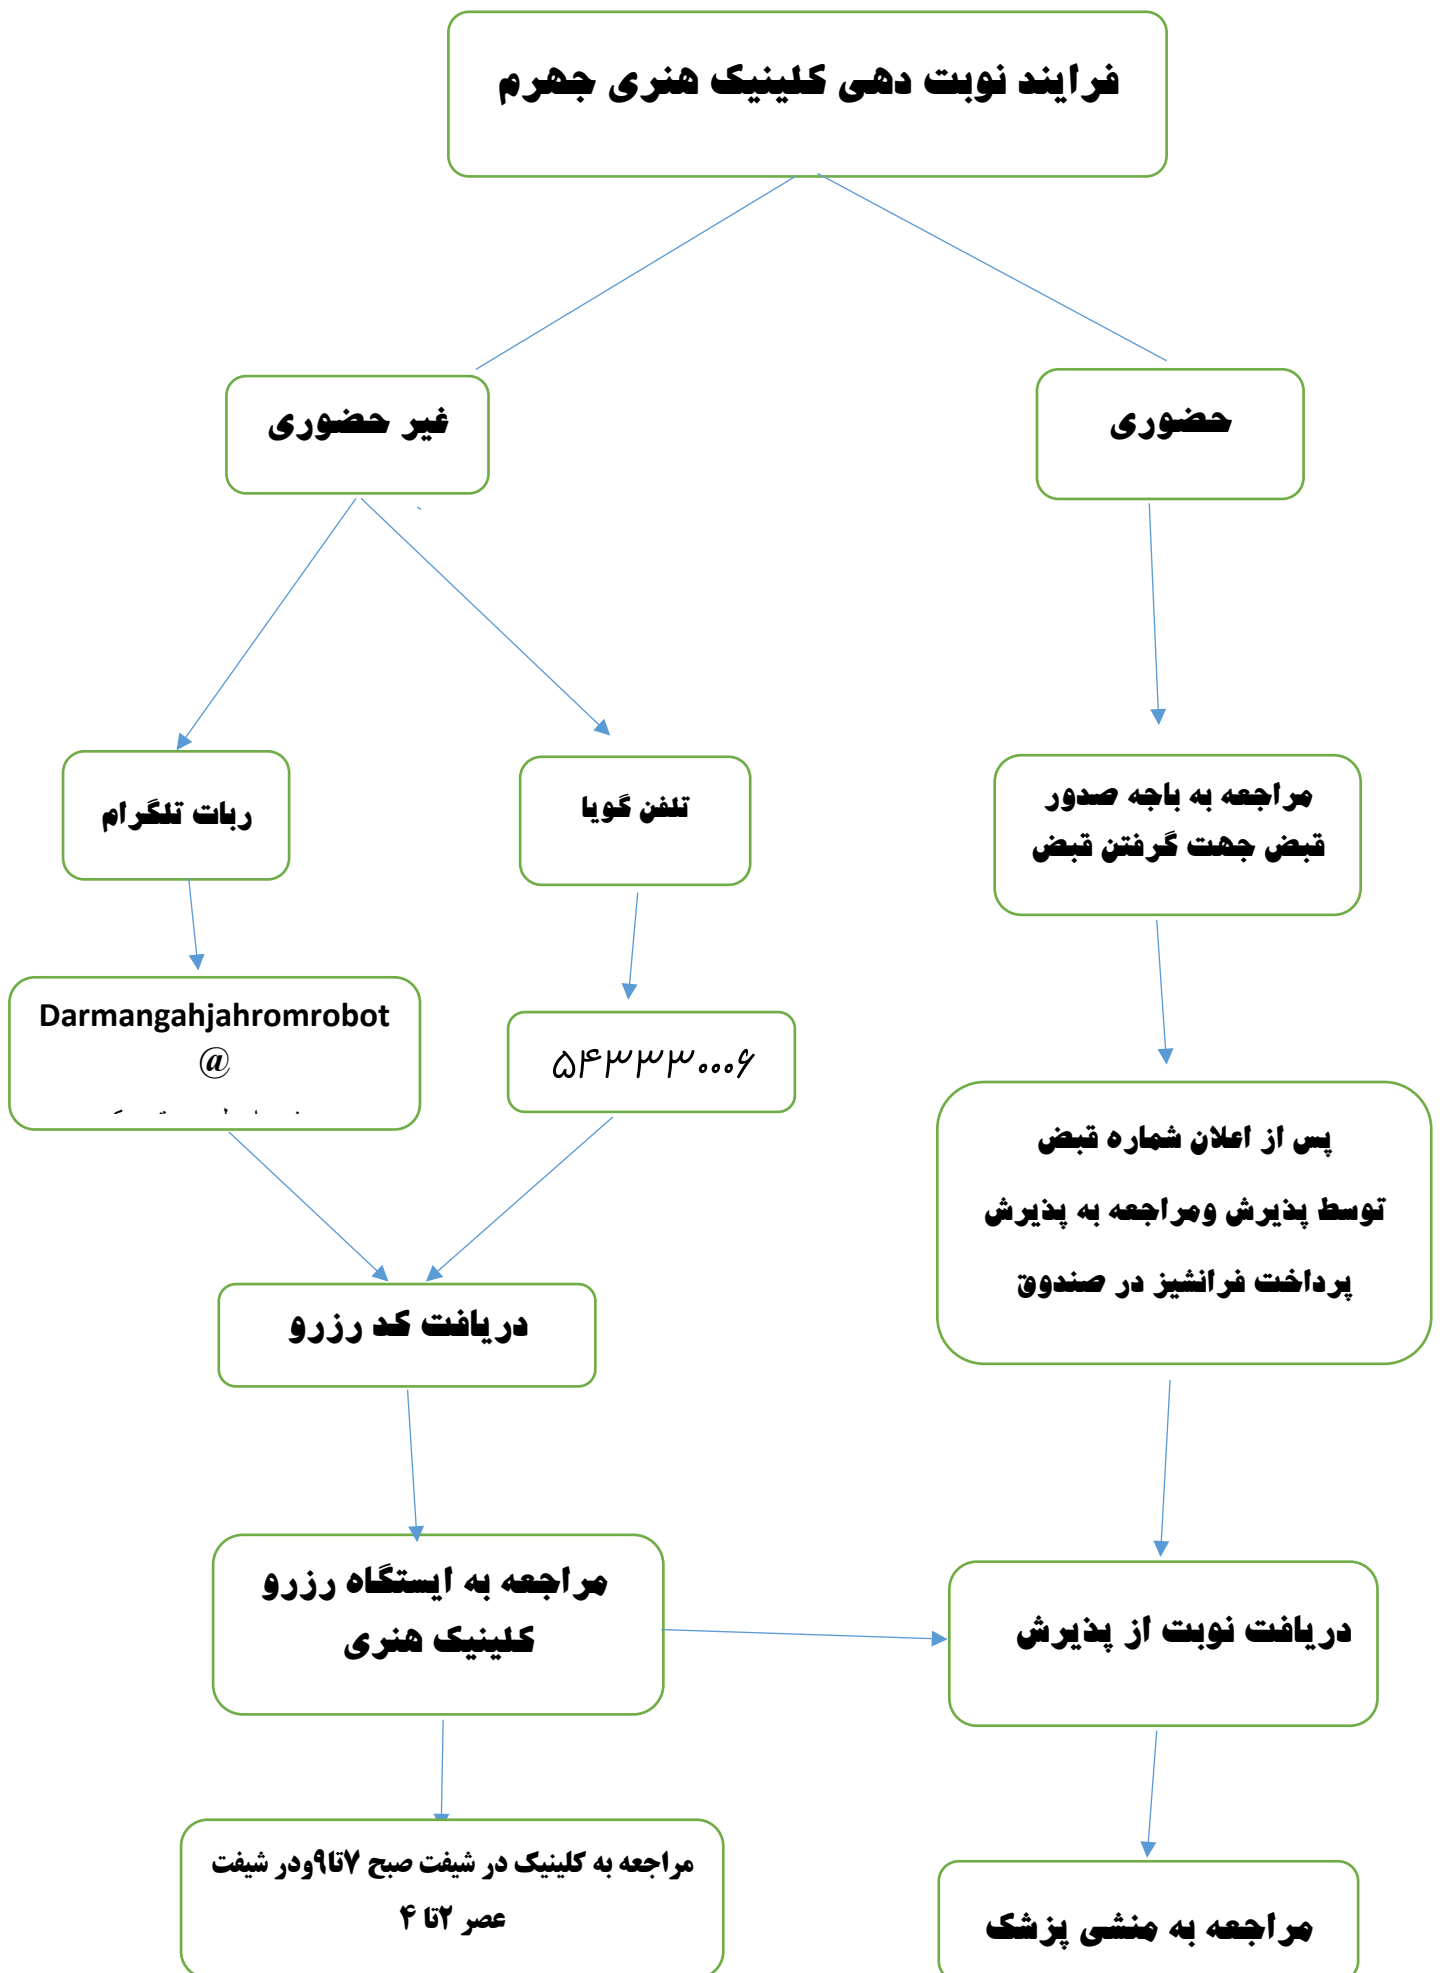 فرایند نوبت دهی کلینیک هنری جهرم
حضوری
غیر حضوری
مراجعه به باجه صدور
قبض جهت گرفتن قبض
تلفن گویا
ربات تلگرام
Darmangahjahromrobot
@
۵۴۳۳۳۰۰۰۶
پس از اعلان شماره قبض
توسط پذیرش ومراجعه به پذیرش
پرداخت فرانشیز در صندوق
دریافت کد رزرو
مراجعه به ایستگاه رزرو
کلینیک هنری
دریافت نوبت از پذیرش
مراجعه به کلینیک در شیفت صبح ۷تا۹ودر شیفت
عصر ۲تا ۴
مراجعه به منشی پزشک